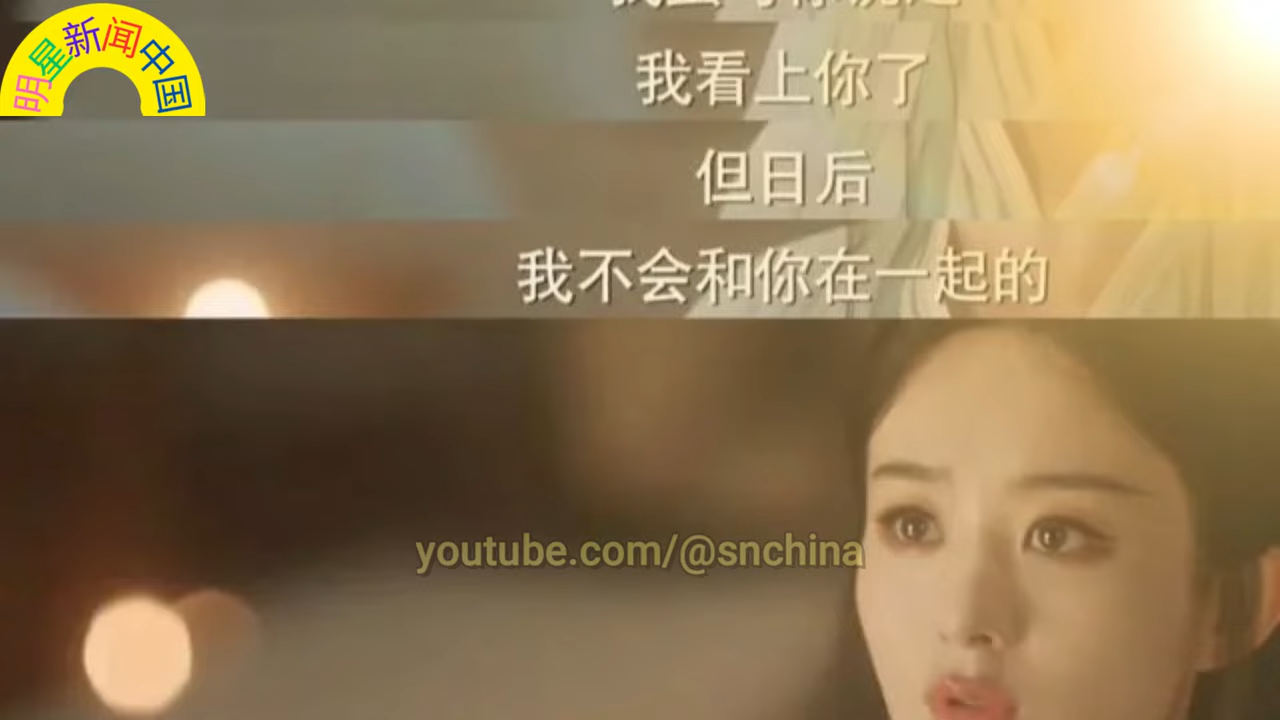 明星新闻中国
我看上你了
但日后
我不会和你在一起的
youtube.com/@snchina